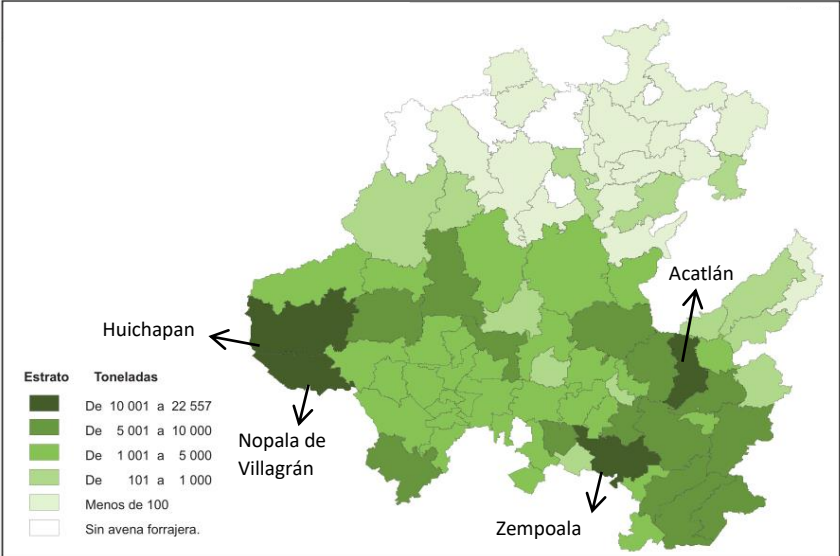 Acatlán
Huichapan
Nopala de
Villagrán
Zempoala
Estrato Toneladas
De 10 001 a 22 557
De 5 001 a 10 000
De 1 001 a 5 000
De 101 a 1 000
Menos de 100
Sin avena forrajera.